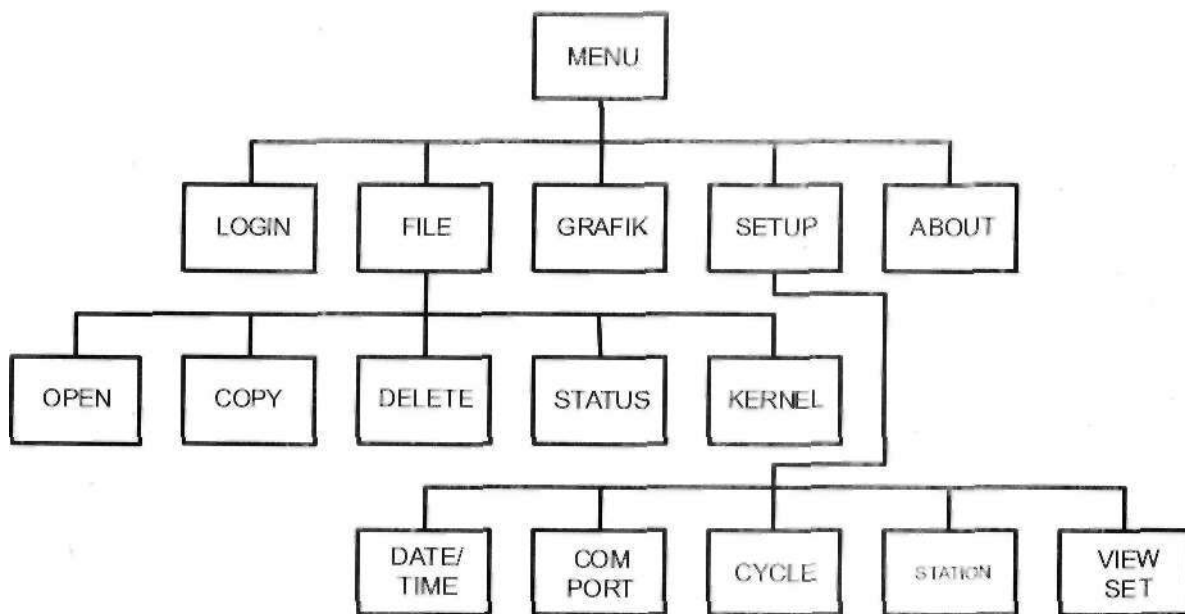 MENU
LOGIN
FILE
GRAFIK
SETUP
ABOUT
OPEN
COPY
DELETE
STATUS
KERNEL
DATE/
TIME
COM
PORT
CYCLE
STATION
VIEW
SET